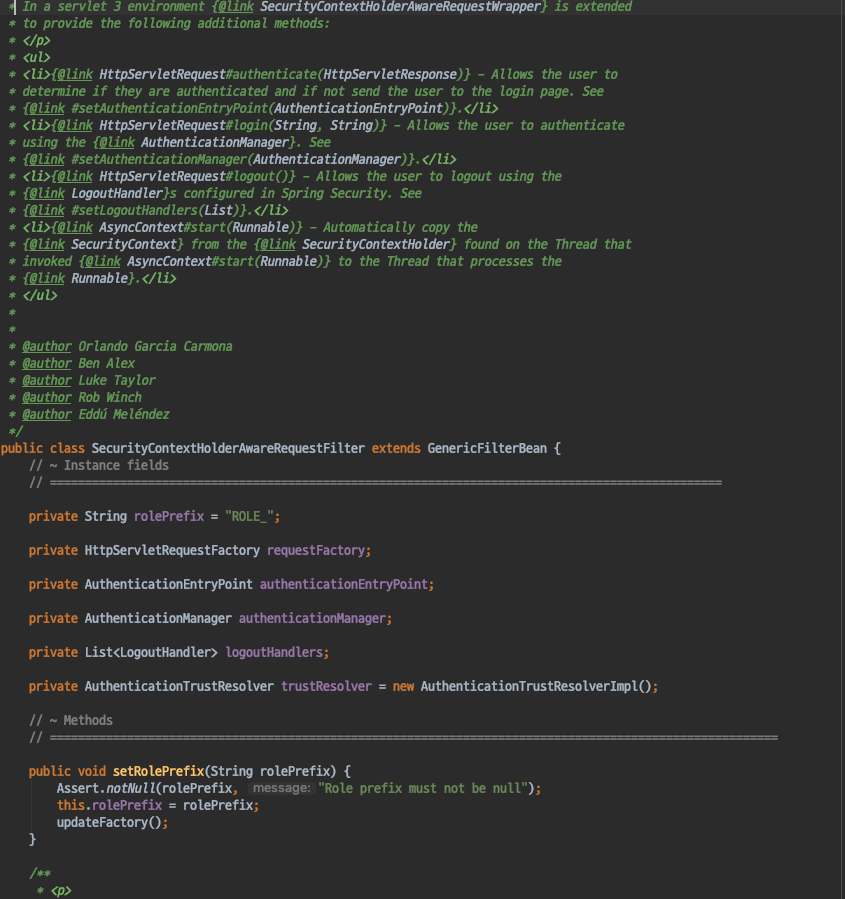 * In a servlet 3 environment {@link SecurityContextHolderAwareRequestWrapper} is extended
* to provide the following additional methods:
* </p>
* <ul>
* <li>{@link HttpServletRequest#authenticate(HttpServletResponse)} – Allows the user to
* determine if they are authenticated and if not send the user to the login page. See
* {@link #setAuthenticationEntryPoint(AuthenticationEntryPoint)}.</li>
* <li>{@link HttpServletRequest#login(String, String)} – Allows the user to authenticate
* using the {@link AuthenticationManager}. See
* {@link #setAuthenticationManager(AuthenticationManager)}.</li>
* <li>{@link HttpServletRequest#logout()} – Allows the user to logout using the
* {@link LogoutHandler}s configured in Spring Security. See
* {@link #setLogoutHandlers(List)}.</li>
* <li>{@link AsyncContext#start(Runnable)} – Automatically copy the
* {@link SecurityContext} from the {@link SecurityContextHolder} found on the Thread that
* invoked {@link AsyncContext#start(Runnable)} to the Thread that processes the
* {@link Runnable}.</li>
* </ul>
*
*
* @author Orlando Garcia Carmona
* @author Ben Alex
* @author Luke Taylor
* @author Rob Winch
* @author Eddú Meléndez
*/
public class SecurityContextHolderAwareRequestFilter extends GenericFilterBean {
// ~ Instance fields
// ================================================================================================
private String rolePrefix = "ROLE_";
private HttpServletRequestFactory requestFactory;
private AuthenticationEntryPoint authenticationEntryPoint;
private AuthenticationManager authenticationManager;
private List<LogoutHandler> logoutHandlers;
private AuthenticationTrustResolver trustResolver = new AuthenticationTrustResolverImpl();
// ~ Methods
// ========================================================================================================
public void setRolePrefix(String rolePrefix) {
Assert.notNull(rolePrefix, message: "Role prefix must not be null");
this.rolePrefix = rolePrefix;
updateFactory();
}
/**
* <p>